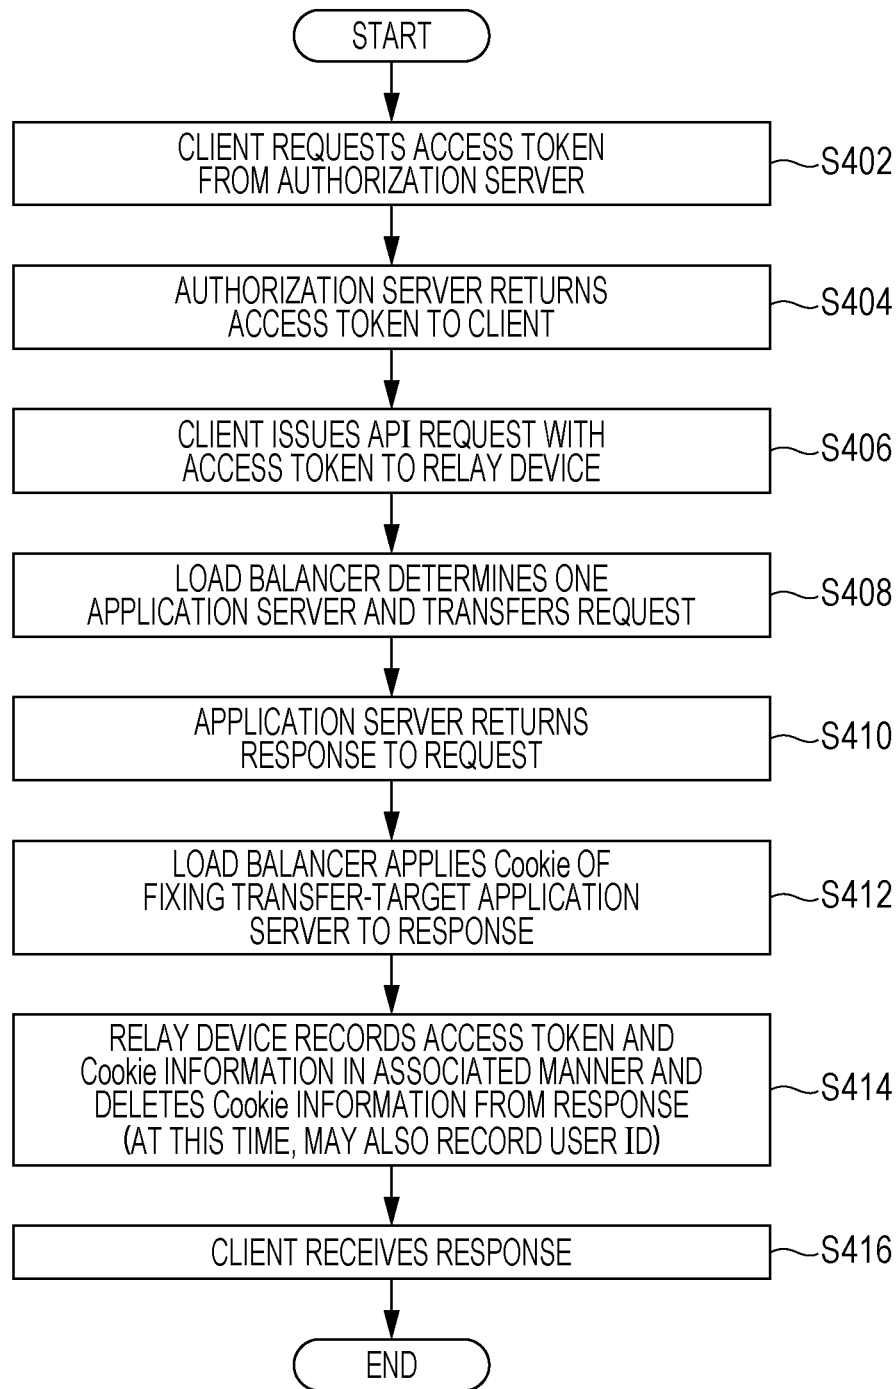 START
CLIENT REQUESTS ACCESS TOKEN
FROM AUTHORIZATION SERVER
S402
AUTHORIZATION SERVER RETURNS
ACCESS TOKEN TO CLIENT
S404
CLIENT ISSUES API REQUEST WITH
ACCESS TOKEN TO RELAY DEVICE
S406
LOAD BALANCER DETERMINES ONE
APPLICATION SERVER AND TRANSFERS REQUEST
S408
APPLICATION SERVER RETURNS
RESPONSE TO REQUEST
S410
LOAD BALANCER APPLIES Cookie OF
FIXING TRANSFER-TARGET APPLICATION
SERVER TO RESPONSE
S412
RELAY DEVICE RECORDS ACCESS TOKEN AND
Cookie INFORMATION IN ASSOCIATED MANNER AND
DELETES Cookie INFORMATION FROM RESPONSE
(AT THIS TIME, MAY ALSO RECORD USER ID)
S414
CLIENT RECEIVES RESPONSE
S416
END